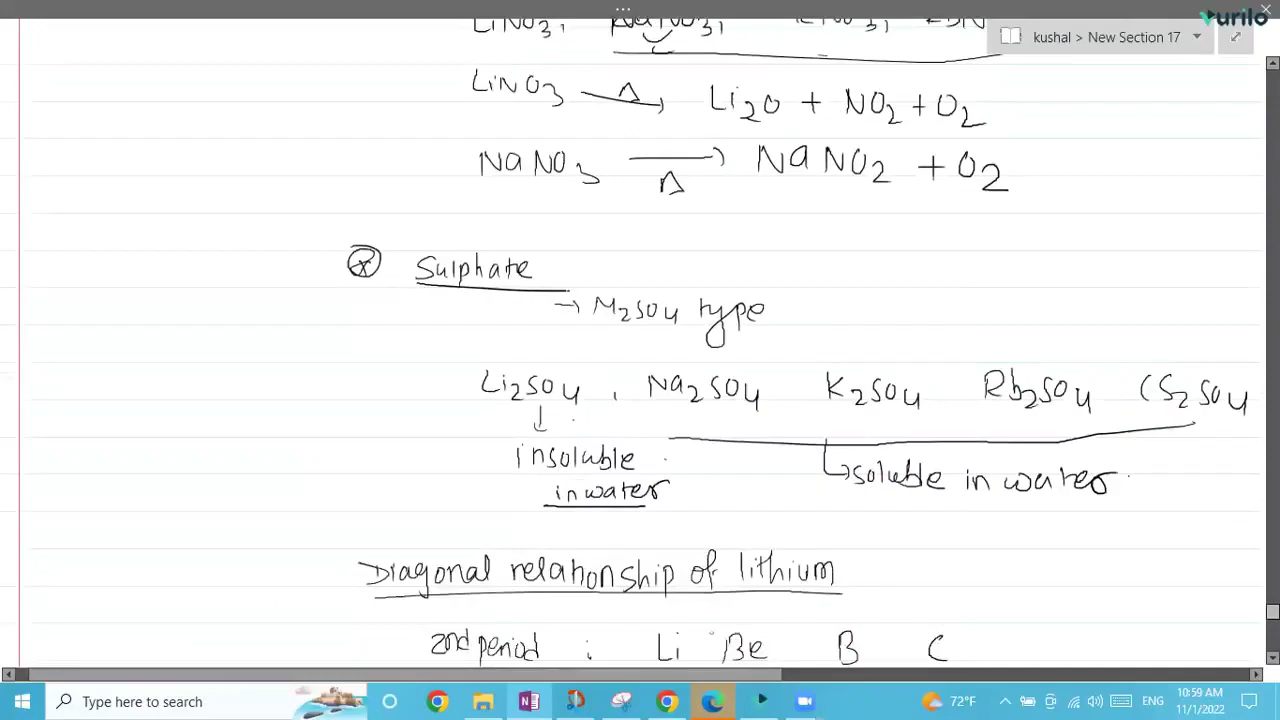 Vurilo
LiNO3, NaNO3,
kushal > New Section 17
LiNO3 →Δ Li2O + NO2 + O2
NaNO3 →Δ NaNO2 + O2
Sulphate
→ M2SO4 type
Li2SO4 , Na2SO4 K2SO4 Rb2SO4 CS2SO4
↓
insoluble in water
soluble in water
Diagonal relationship of lithium
2nd period : Li Be B C
Type here to search
72°F
ENG
10:59 AM
11/1/2022